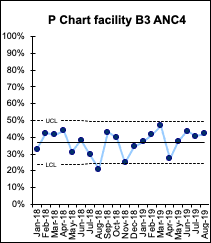 P Chart facility B3 ANC4
100%
90%
80%
70%
60%
50%
40%
30%
20%
10%
0%
UCL
LCL
Jan-18
Feb-18
Mar-18
Apr-18
May-18
Jun-18
Jul-18
Aug-18
Sep-18
Oct-18
Nov-18
Dec-18
Jan-19
Feb-19
Mar-19
Apr-19
May-19
Jun-19
Jul-19
Aug-19